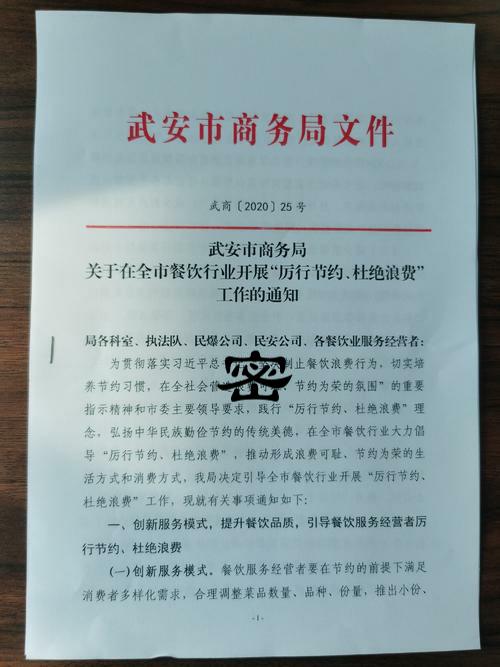 武安市商务局文件
武商〔2020〕25号
武安市商务局
关于在全市餐饮行业开展“厉行节约、杜绝浪费”
工作的通知
局各科室、执法队、民爆公司、民安公司、各餐饮业服务经营者：
为贯彻落实习近平总 制止餐饮浪费行为，切实培
养节约习惯，在全社会 节约为荣的氛围”的重要
密
指示精神和市委主要领导要求，践行“厉行节约、杜绝浪费”理
念，弘扬中华民族勤俭节约的传统美德，在全市餐饮行业大力倡
导“厉行节约、杜绝浪费”，推动形成浪费可耻、节约为荣的生
活方式和消费方式，我局决定引导全市餐饮行业开展“厉行节约、
杜绝浪费”工作，现就有关事项通知如下：
一、创新服务模式，提升餐饮品质，引导餐饮服务经营者厉
行节约、杜绝浪费
(一)创新服务模式。餐饮服务经营者要在节约的前提下满足
消费者多样化需求，合理调整菜品数量、品种、份量，推出小份、
-1-